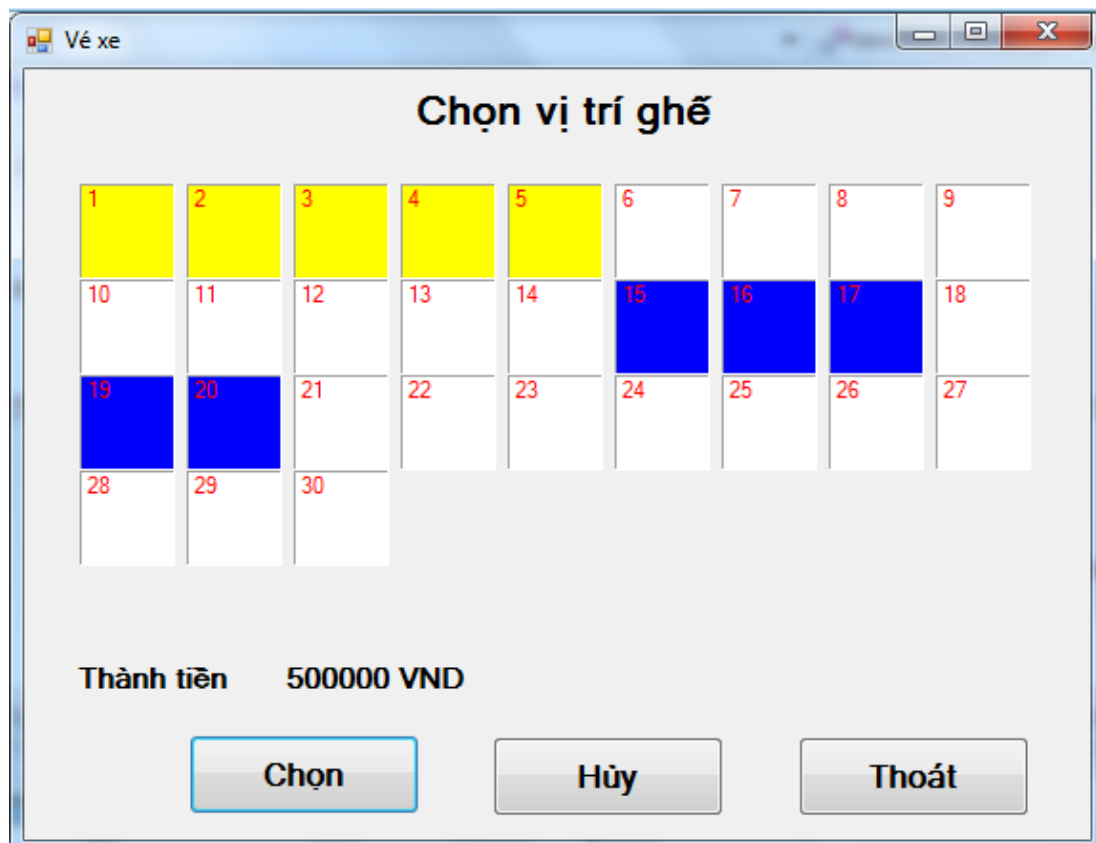 Vé xe
Chọn vị trí ghế
1 2 3 4 5 6 7 8 9
10 11 12 13 14 15 16 17 18
19 20 21 22 23 24 25 26 27
28 29 30
Thành tiền 500000 VND
Chọn Hủy Thoát